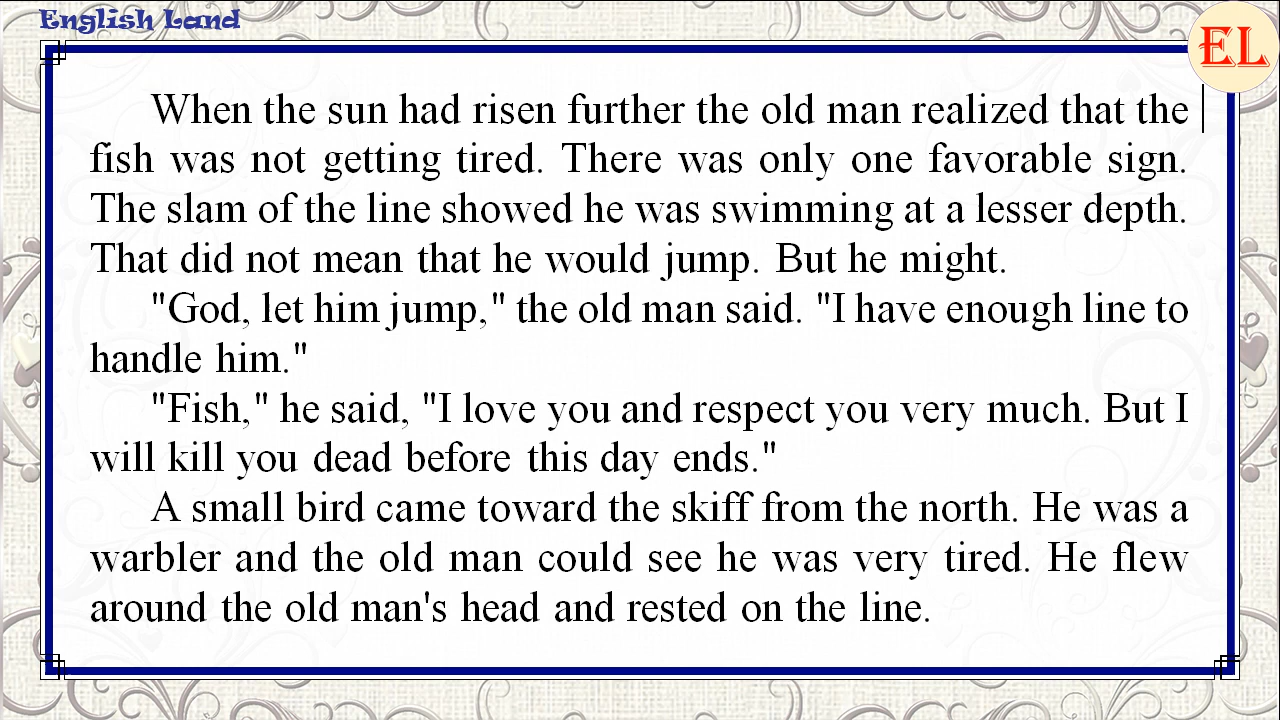 English Land
EL
When the sun had risen further the old man realized that the
fish was not getting tired. There was only one favorable sign.
The slam of the line showed he was swimming at a lesser depth.
That did not mean that he would jump. But he might.
"God, let him jump," the old man said. "I have enough line to
handle him."
"Fish," he said, "I love you and respect you very much. But I
will kill you dead before this day ends."
A small bird came toward the skiff from the north. He was a
warbler and the old man could see he was very tired. He flew
around the old man's head and rested on the line.